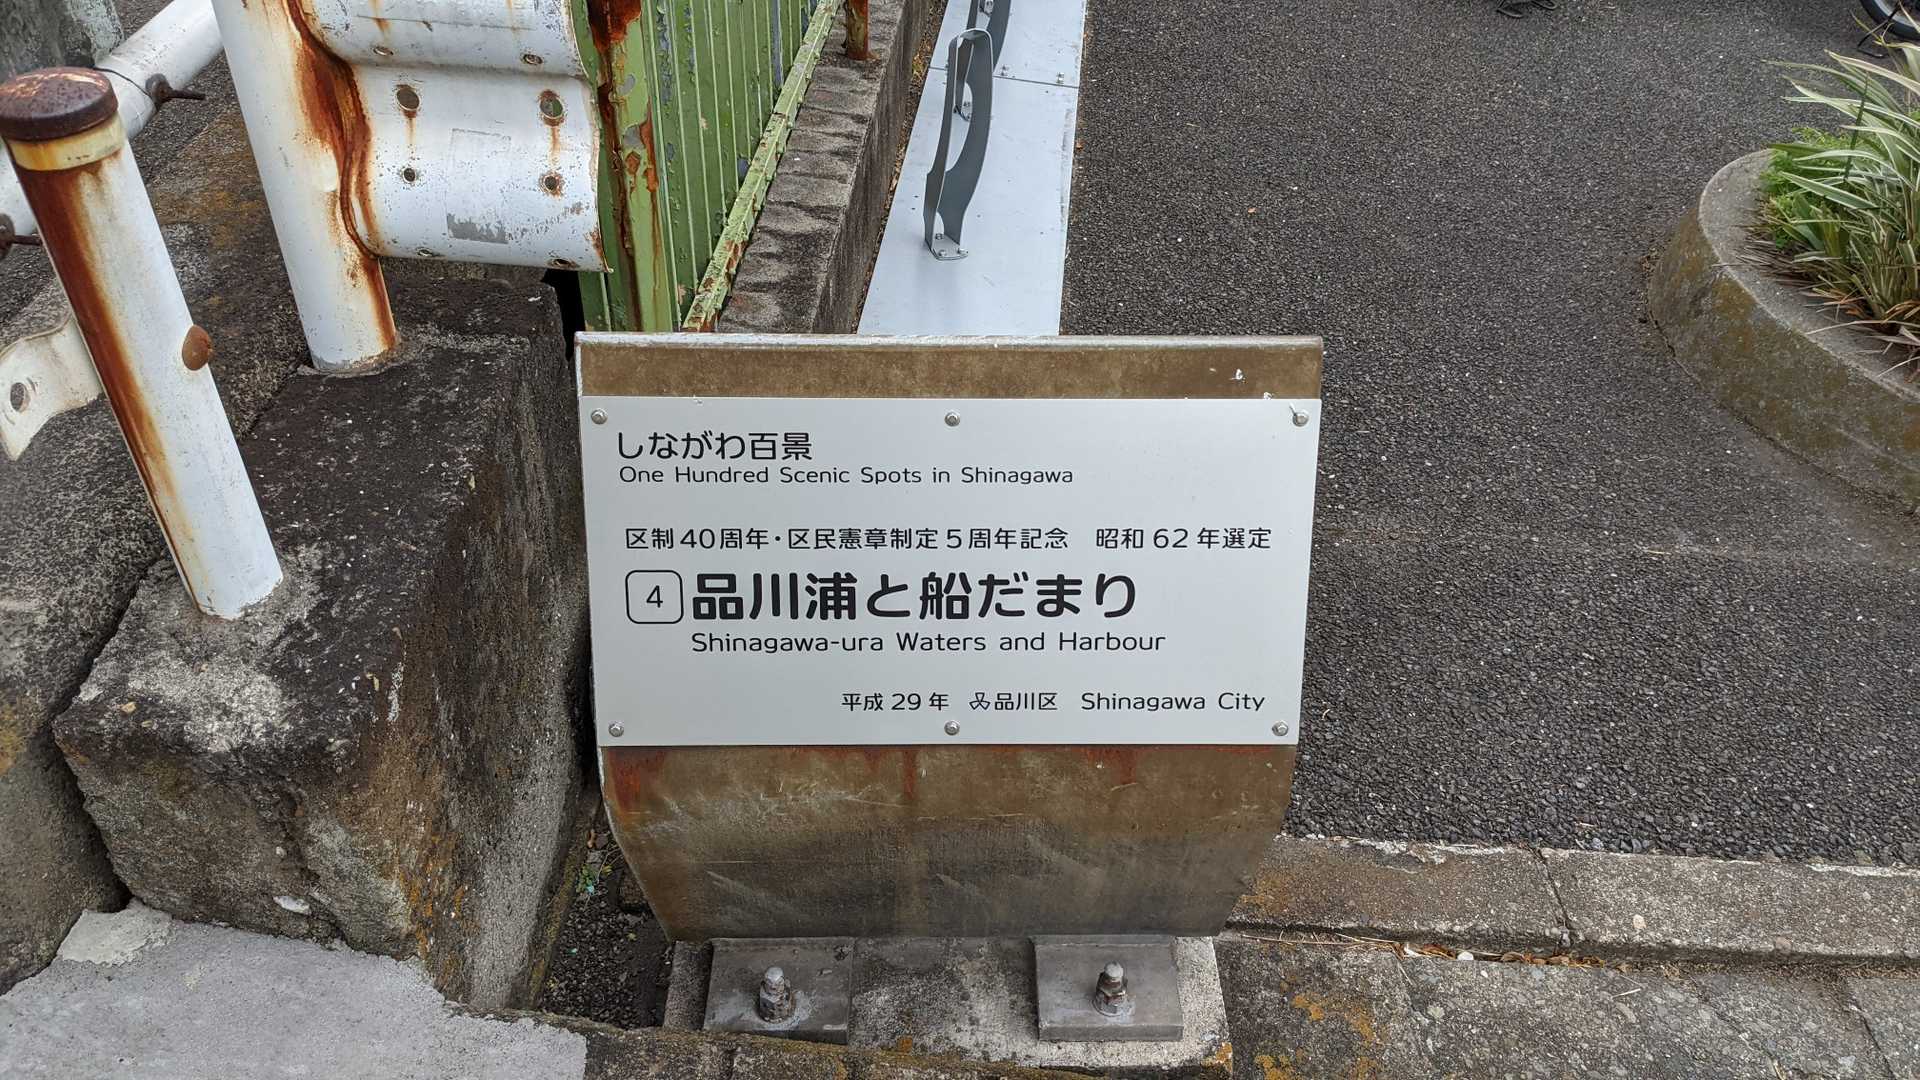 しながわ百景
One Hundred Scenic Spots in Shinagawa
区制40周年・区民憲章制定5周年記念 昭和62年選定
4 品川浦と船だまり
Shinagawa-ura Waters and Harbour
平成29年 品川区 Shinagawa City